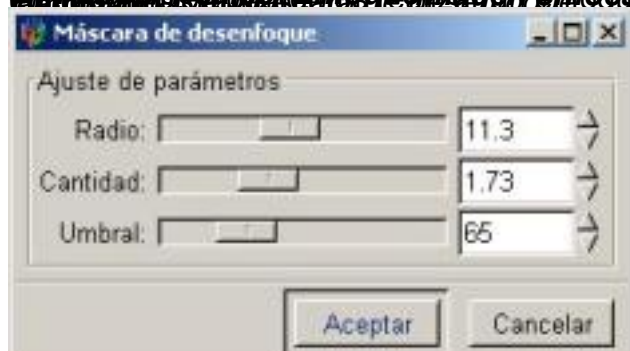 Máscara de desenfoque
Ajuste de parámetros
Radio: 11.3
Cantidad: 1.73
Umbral: 65
Aceptar Cancelar